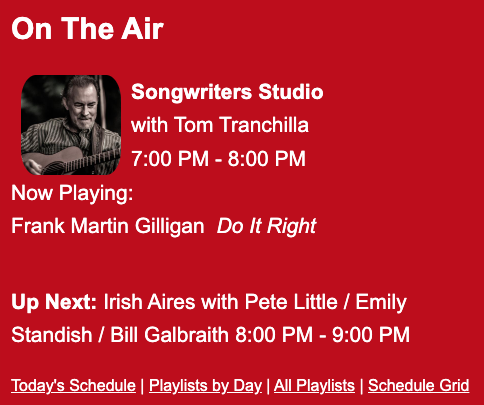 On The Air
Songwriters Studio
with Tom Tranchilla
7:00 PM - 8:00 PM
Now Playing:
Frank Martin Gilligan  Do It Right
Up Next: Irish Aires with Pete Little / Emily
Standish / Bill Galbraith 8:00 PM - 9:00 PM
Today's Schedule | Playlists by Day | All Playlists | Schedule Grid